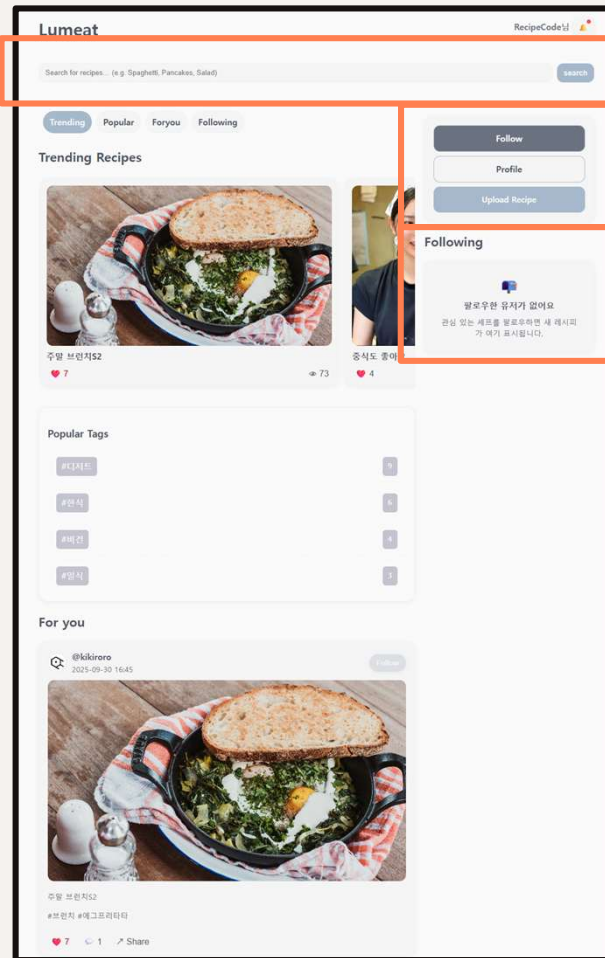 Lumeat
RecipeCode님
Search for recipes... (e.g. Spaghetti, Pancakes, Salad)
search
Trending
Popular
Foryou
Following
Follow
Profile
Upload Recipe
Trending Recipes
Following
팔로우한 유저가 없어요
관심 있는 셰프를 팔로우하면 새 레시피
가 여기 표시됩니다.
주말 브런치S2
7
73
중식도 좋아
4
Popular Tags
#디저트
9
#한식
6
#비건
4
#일식
3
For you
@kikiroro
2025-09-30 16:45
Follow
주말 브런치S2
#브런치 #에그프리타타
7
1
Share